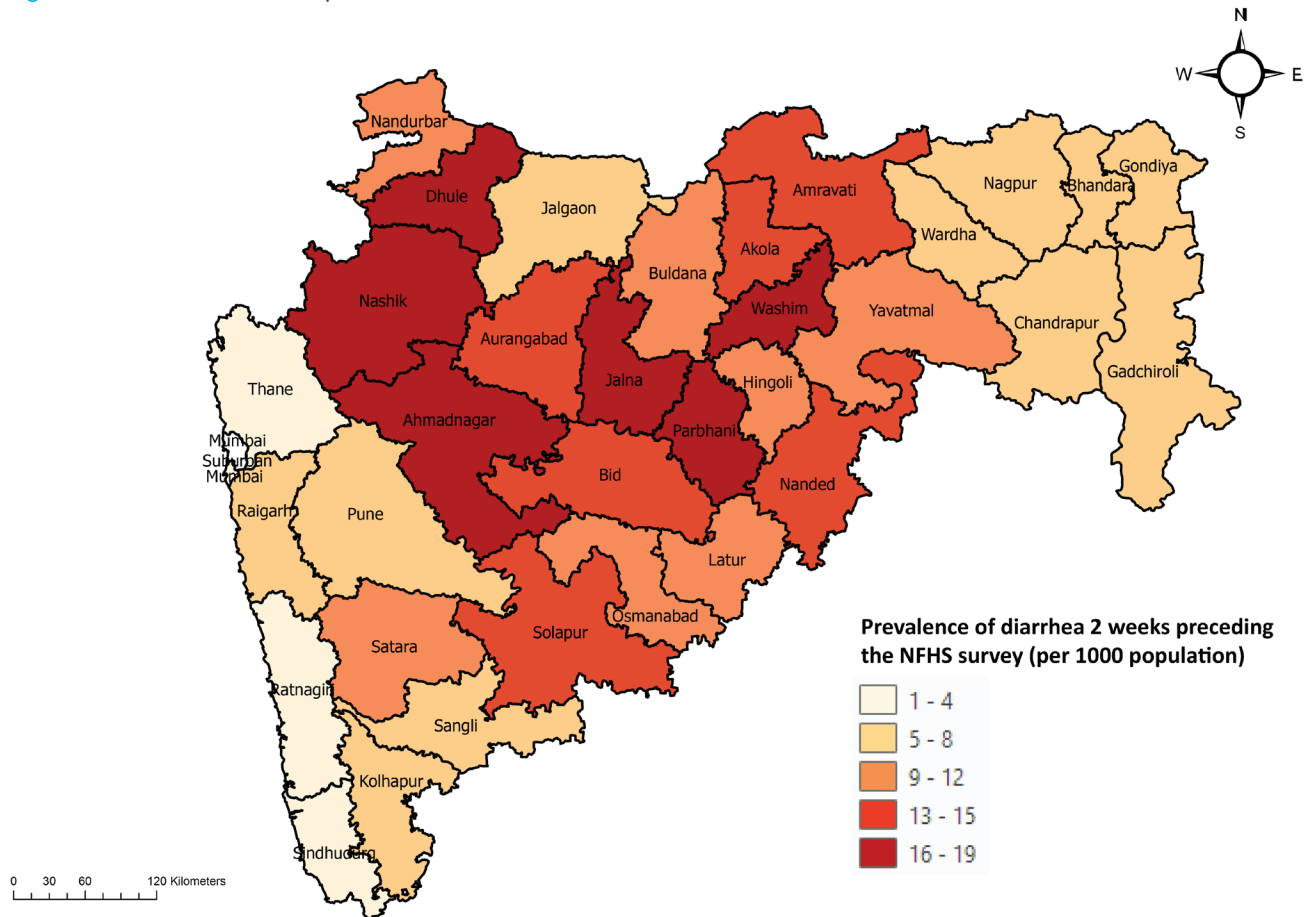 N
W
E
S
Nandurbar
Dhule
Jalgaon
Buldana
Akola
Amravati
Wardha
Nagpur
Bhandara
Gondiya
Nashik
Aurangabad
Jalna
Washim
Yavatmal
Chandrapur
Gadchiroli
Thane
Ahmadnagar
Parbhani
Hingoli
Nanded
Mumbai
Suburban
Mumbai
Raigarh
Pune
Bid
Latur
Osmanabad
Satara
Solapur
Ratnagiri
Sangli
Kolhapur
Sindhudurg
Prevalence of diarrhea 2 weeks preceding
the NFHS survey (per 1000 population)
1 - 4
5 - 8
9 - 12
13 - 15
16 - 19
0 30 60 120 Kilometers